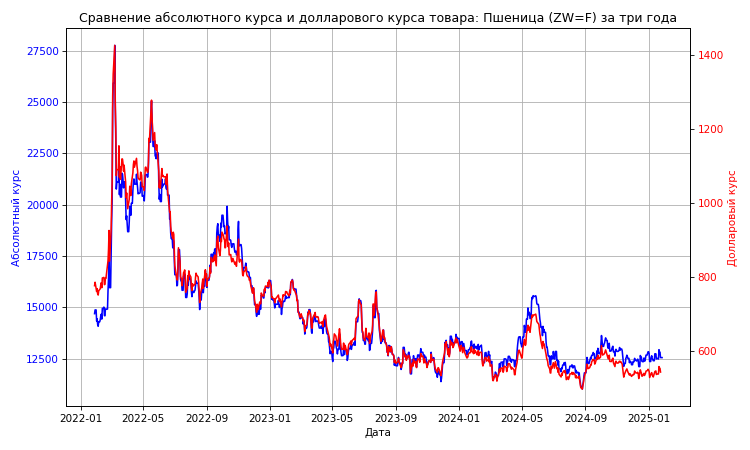 Сравнение абсолютного курса и долларового курса товара: Пшеница (ZW=F) за три года
27500
25000
22500
20000
17500
15000
12500
Абсолютный курс
1400
1200
1000
800
600
Долларовый курс
2022-01 2022-05 2022-09 2023-01 2023-05 2023-09 2024-01 2024-05 2024-09 2025-01
Дата